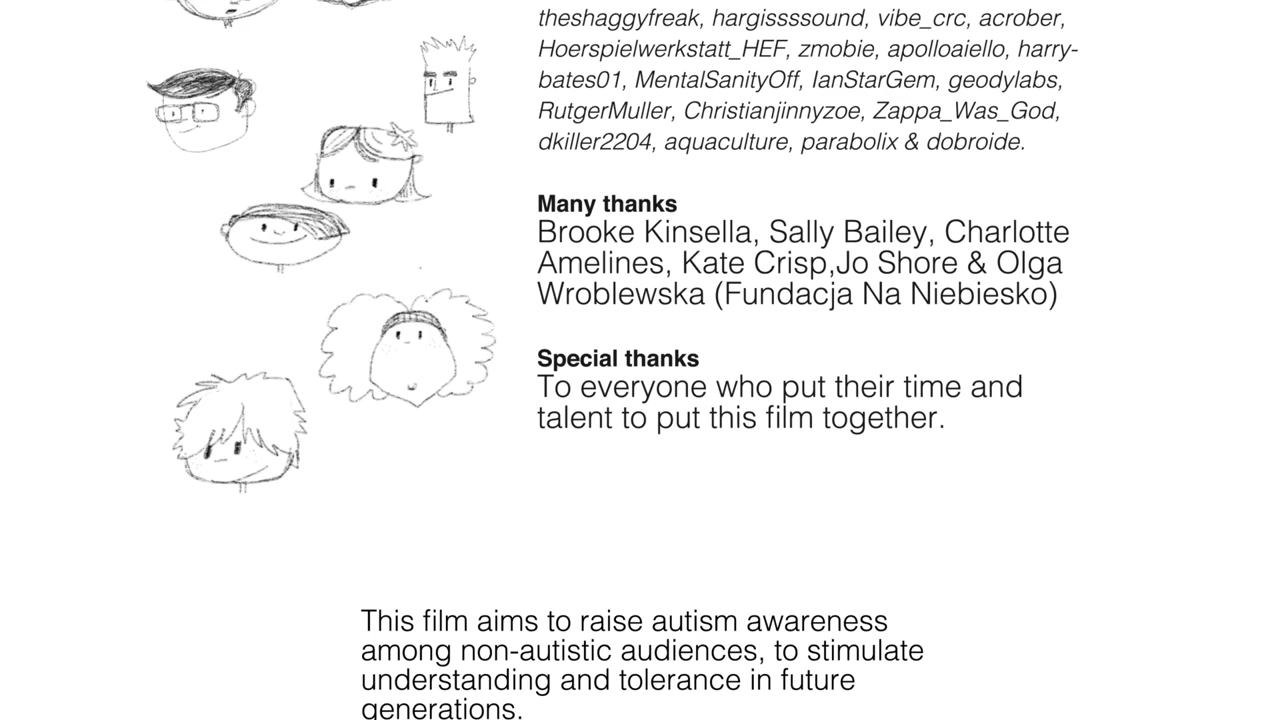 theshaggyfreak, hargissssound, vibe_crc, acrober,
Hoerspielwerkstatt_HEF, zmobie, apolloaiello, harry-
bates01, MentalSanityOff, IanStarGem, geodylabs,
RutgerMuller, Christianjinnyzoe, Zappa_Was_God,
dkiller2204, aquaculture, parabolix & dobroide.
Many thanks
Brooke Kinsella, Sally Bailey, Charlotte
Amelines, Kate Crisp,Jo Shore & Olga
Wroblewska (Fundacja Na Niebiesko)
Special thanks
To everyone who put their time and
talent to put this film together.
This film aims to raise autism awareness
among non-autistic audiences, to stimulate
understanding and tolerance in future
generations.